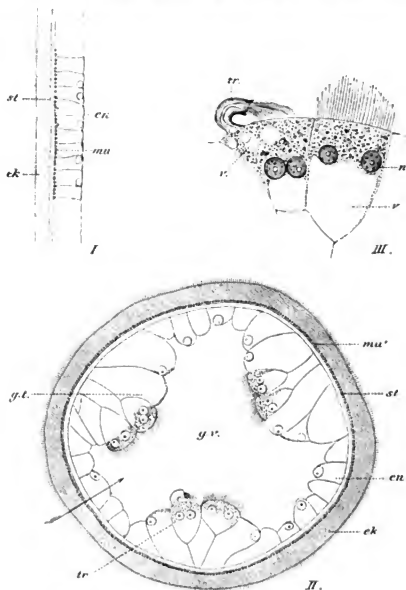 st
ek
en
mu
I
tr.
v.
n
v
III.
g.t.
g.v.
mu'
st
en
ek
tr
II.